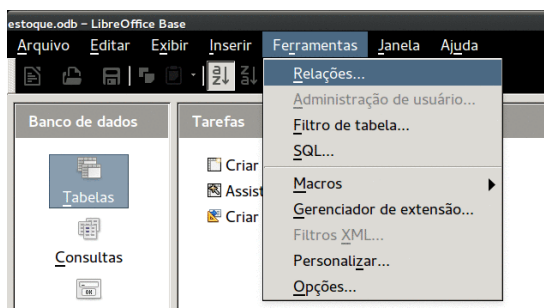 estoque.odb – LibreOffice Base
Arquivo Editar Exibir Inserir Ferramentas Janela Ajuda
Banco de dados
Tabelas
Consultas
Tarefas
Criar
Assist
Criar
Relações...
Administração de usuário...
Filtro de tabela...
SQL...
Macros
Gerenciador de extensão...
Filtros XML...
Personalizar...
Opções...